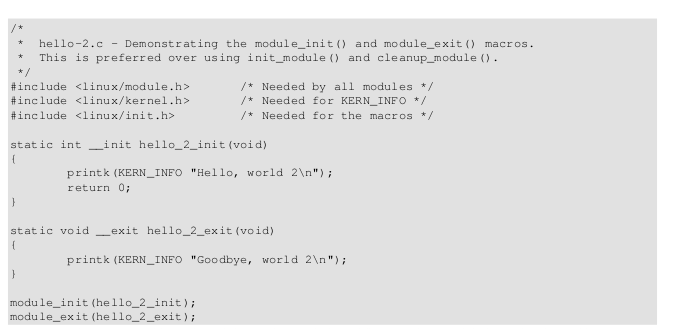 /*
 *  hello-2.c - Demonstrating the module_init() and module_exit() macros.
 *  This is preferred over using init_module() and cleanup_module().
 */
#include <linux/module.h>       /* Needed by all modules */
#include <linux/kernel.h>       /* Needed for KERN_INFO */
#include <linux/init.h>         /* Needed for the macros */

static int __init hello_2_init(void)
{
        printk(KERN_INFO "Hello, world 2\n");
        return 0;
}

static void __exit hello_2_exit(void)
{
        printk(KERN_INFO "Goodbye, world 2\n");
}

module_init(hello_2_init);
module_exit(hello_2_exit);